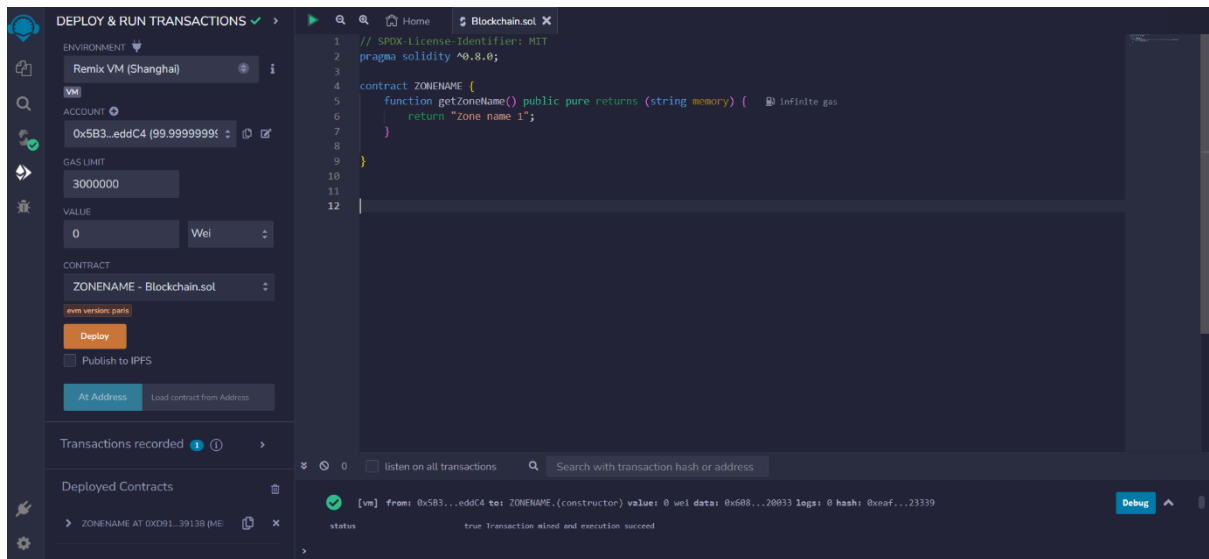 DEPLOY & RUN TRANSACTIONS
ENVIRONMENT
Remix VM (Shanghai)
VM
ACCOUNT
0x5B3...eddC4 (99.9999999
GAS LIMIT
3000000
VALUE
0 Wei
CONTRACT
ZONENAME - Blockchain.sol
evm version: paris
Deploy
Publish to IPFS
At Address Load contract from Address
Transactions recorded 1
Deployed Contracts
ZONENAME AT 0XD91...39138 (ME
Home Blockchain.sol
1 // SPDX-License-Identifier: MIT
2 pragma solidity ^0.8.0;
3
4 contract ZONENAME {
5 function getZoneName() public pure returns (string memory) { infinite gas
6 return "Zone name 1";
7 }
8
9 }
10
11
12
0 listen on all transactions Search with transaction hash or address
[vm] from: 0x5B3...eddC4 to: ZONENAME.(constructor) value: 0 wei data: 0x608...20033 logs: 0 hash: 0xeaf...23339 Debug
status true Transaction mined and execution succeed
>